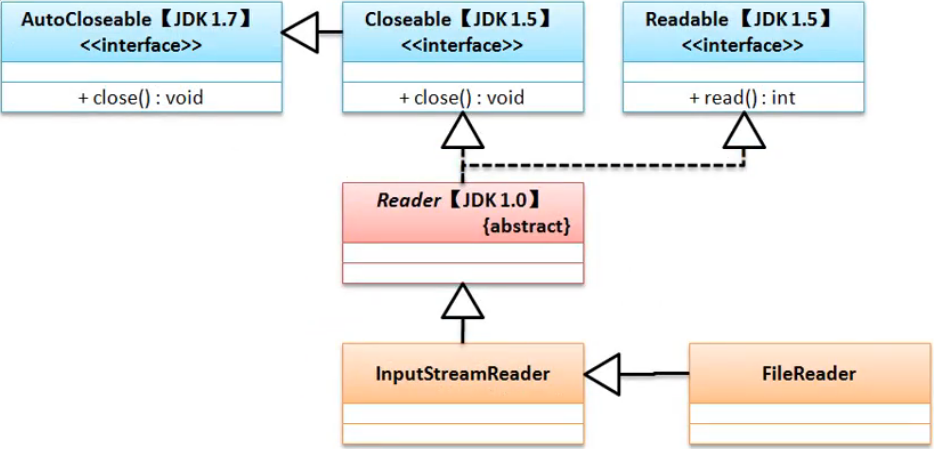 AutoCloseable【JDK 1.7】
<<interface>>
+ close() : void
Closeable【JDK 1.5】
<<interface>>
+ close() : void
Readable【JDK 1.5】
<<interface>>
+ read() : int
Reader【JDK 1.0】
{abstract}
InputStreamReader
FileReader